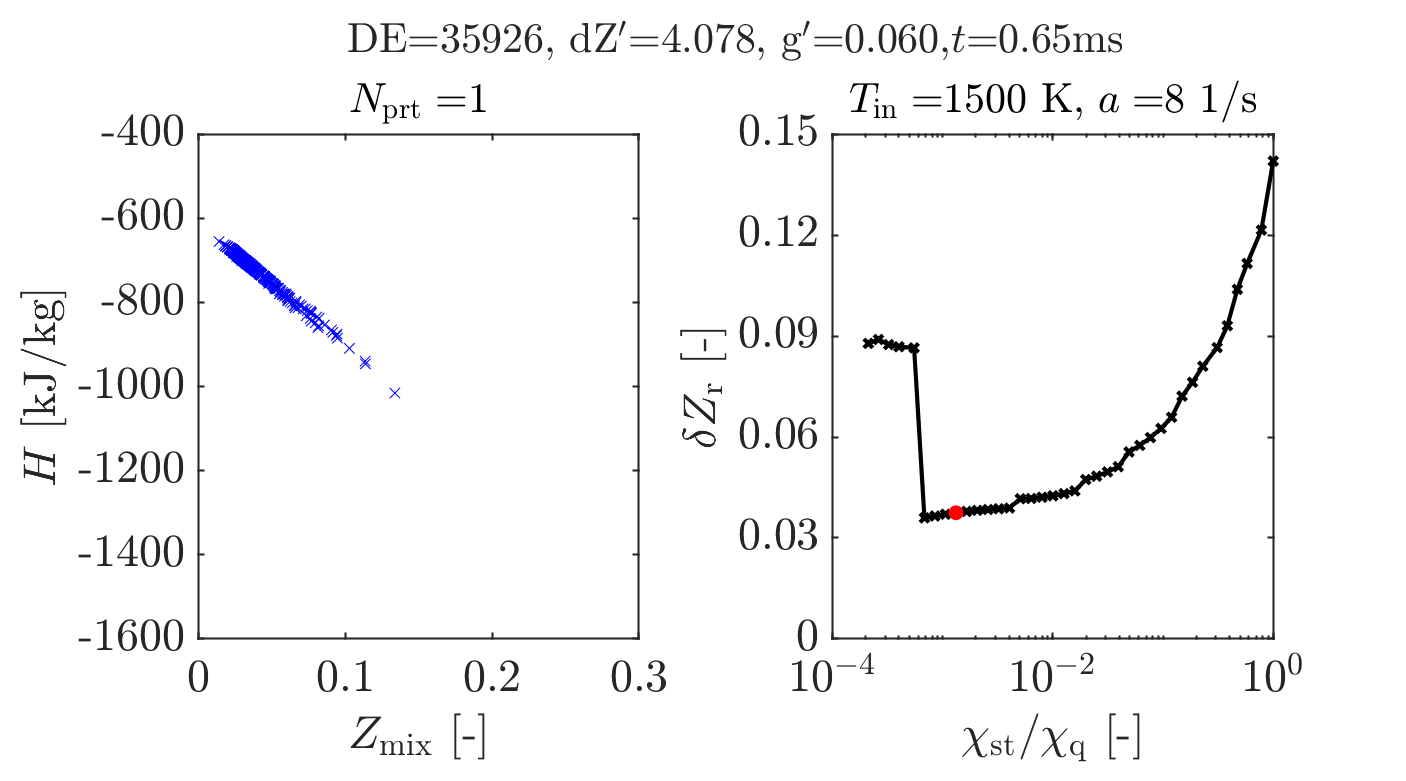 DE=35926, dZ′=4.078, g′=0.060,t=0.65ms
N_prt =1
-400
-600
-800
-1000
-1200
-1400
-1600
H [kJ/kg]
0 0.1 0.2 0.3
Z_mix [-]
T_in =1500 K, a =8 1/s
0.15
0.12
0.09
0.06
0.03
0
δZ_r [-]
10⁻⁴ 10⁻² 10⁰
χ_st/χ_q [-]